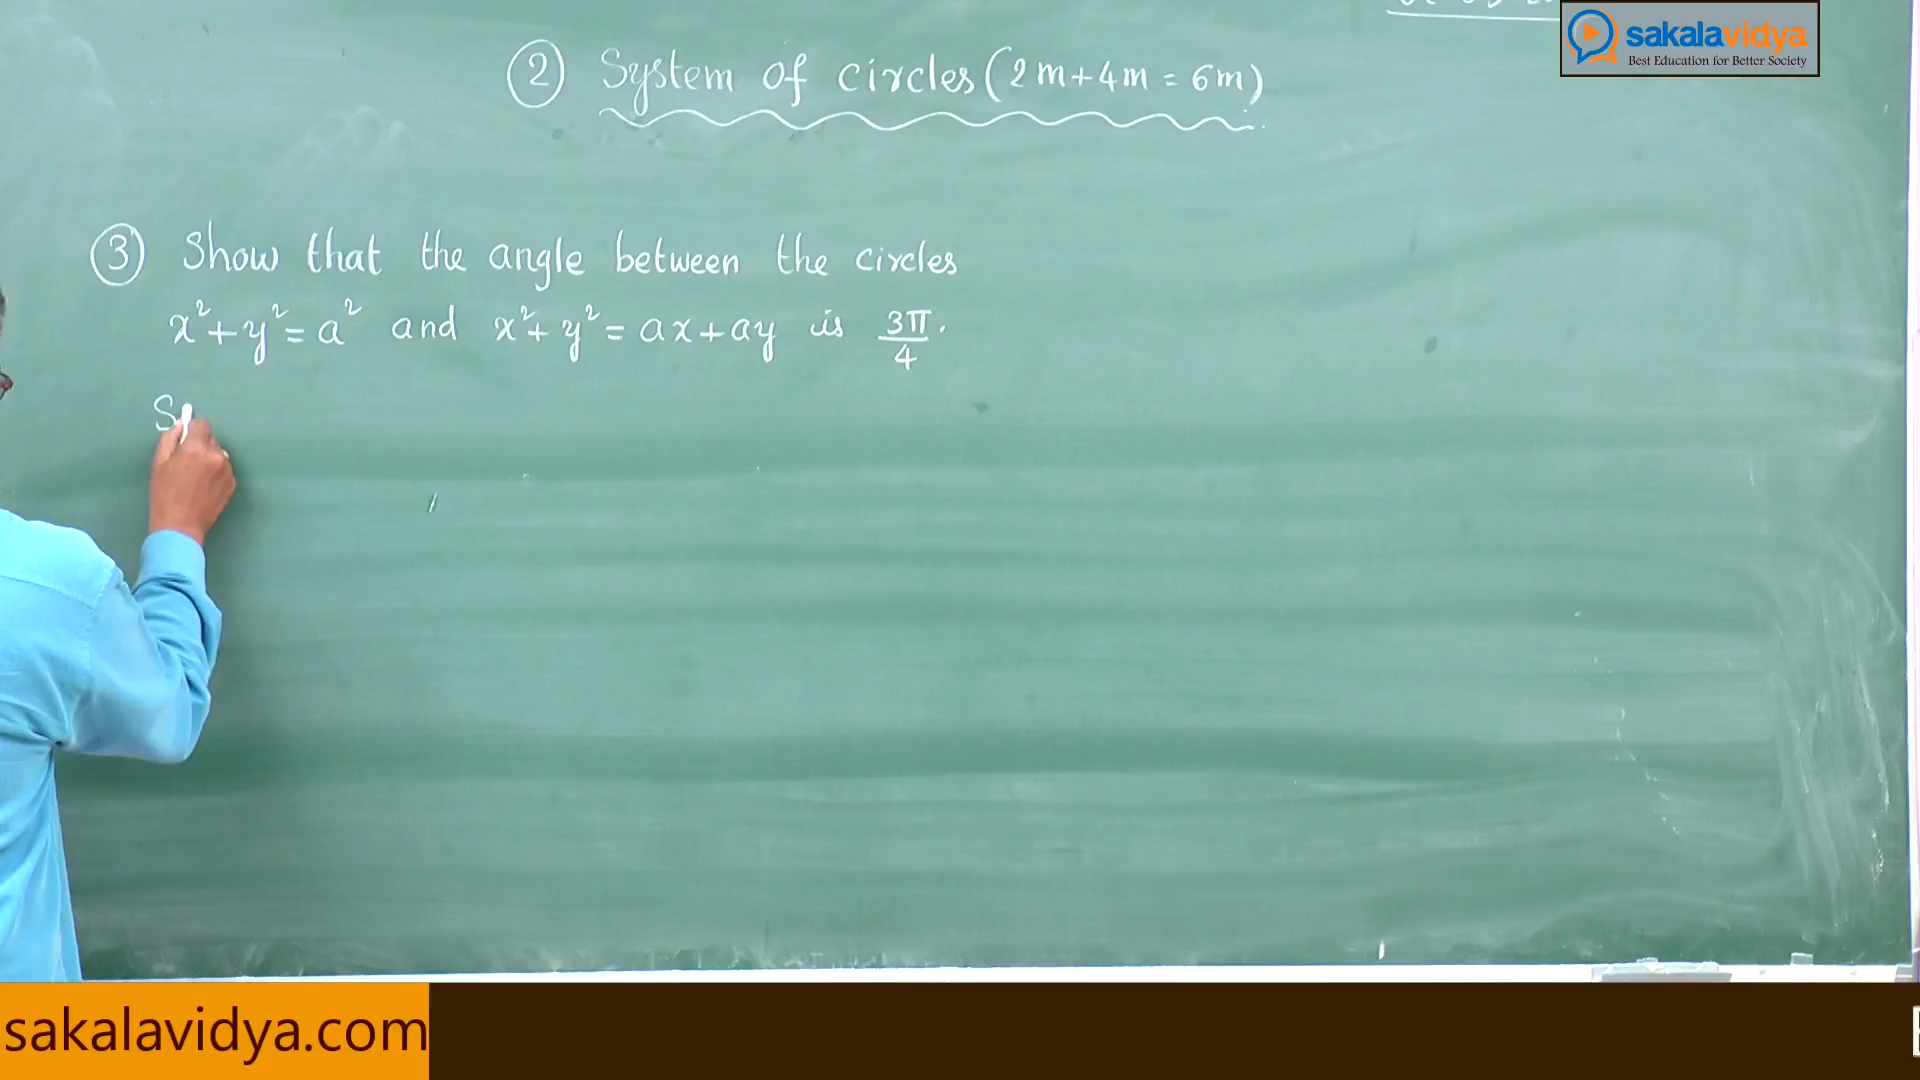 sakalavidya
Best Education for Better Society
② System of circles (2m+4m = 6m)
③ Show that the angle between the circles
x²+y²=a² and x²+y²=ax+ay is 3π/4.
S
sakalavidya.com